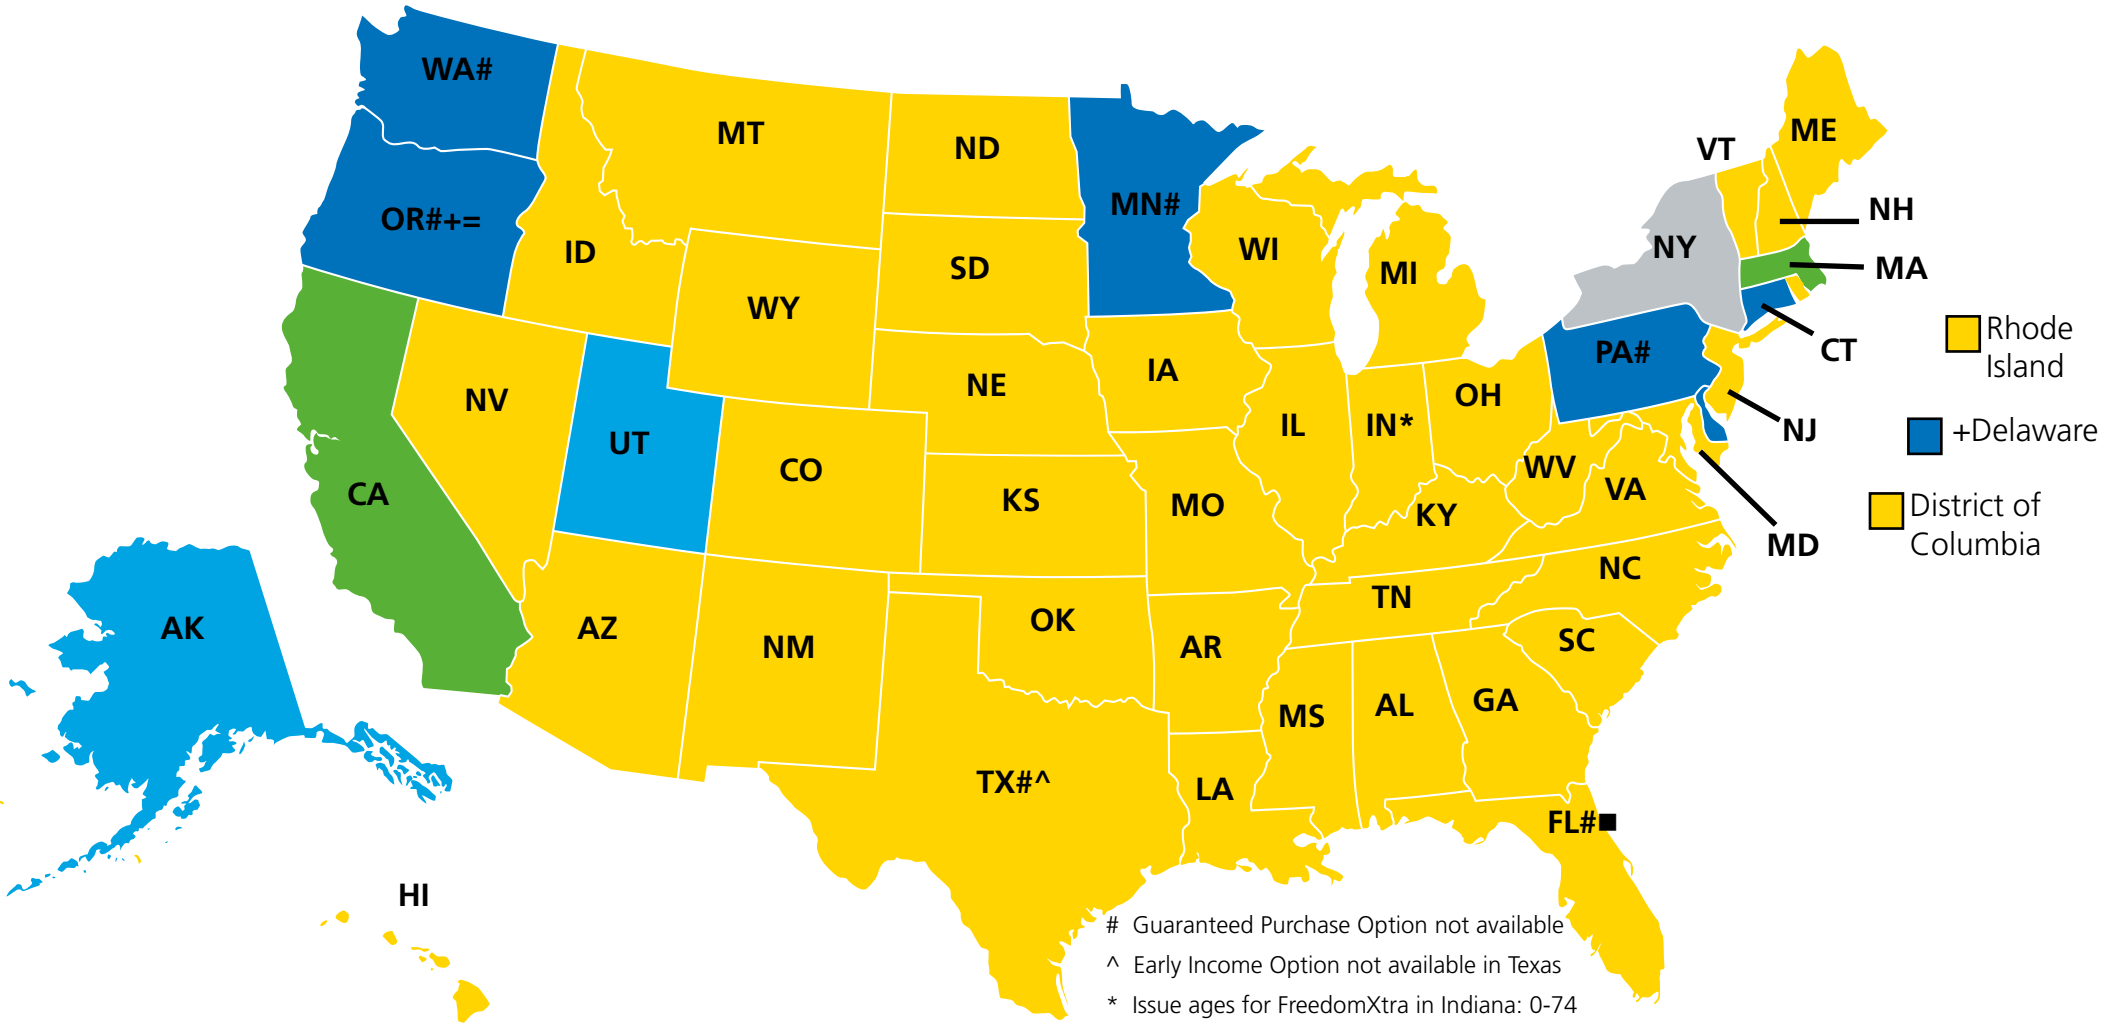 WA#
MT
ND
ME
VT
OR#+=
MN#
NH
ID
NY
WI
SD
MI
MA
WY
Rhode
Island
CT
PA#
IA
NE
OH
NV
IL
IN*
NJ
+Delaware
UT
CO
WV
VA
CA
KS
MO
KY
District of
Columbia
MD
NC
TN
OK
AK
AZ
NM
AR
SC
MS
AL
GA
TX#^
LA
FL#■
HI
# Guaranteed Purchase Option not available
^ Early Income Option not available in Texas
* Issue ages for FreedomXtra in Indiana: 0-74